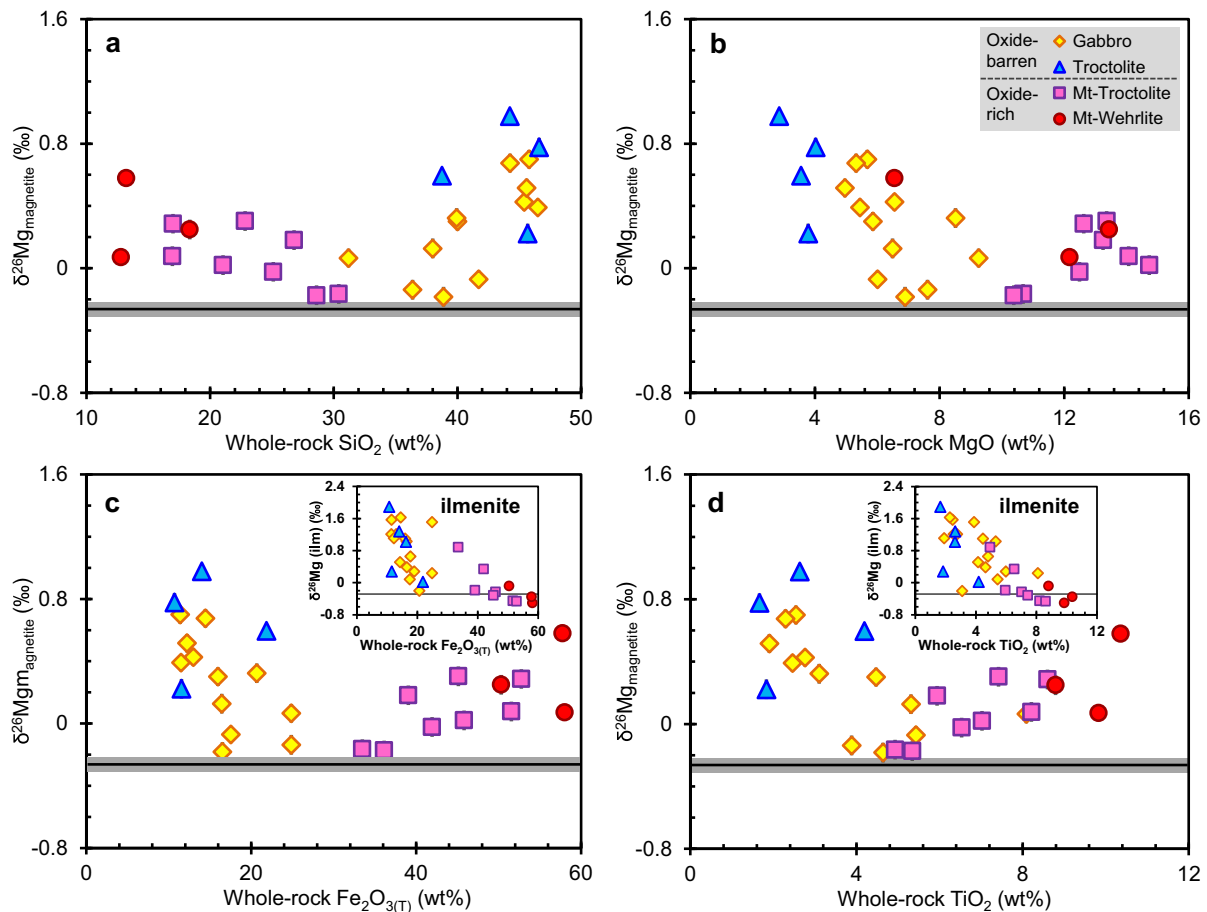 a
1.6
0.8
0
-0.8
δ26Mgmagnetite (‰)
10 20 30 40 50
Whole-rock SiO2 (wt%)
b
Oxide-barren
Gabbro
Troctolite
Oxide-rich
Mt-Troctolite
Mt-Wehrlite
1.6
0.8
0
-0.8
δ26Mgmagnetite (‰)
0 4 8 12 16
Whole-rock MgO (wt%)
c
1.6
0.8
0
-0.8
δ26Mgmagnetite (‰)
ilmenite
2.4
1.6
0.8
0
-0.8
δ26Mg (ilm) (‰)
0 20 40 60
Whole-rock Fe2O3(T) (wt%)
0 20 40 60
Whole-rock Fe2O3(T) (wt%)
d
1.6
0.8
0
-0.8
δ26Mgmagnetite (‰)
ilmenite
2.4
1.6
0.8
0
-0.8
δ26Mg (ilm) (‰)
0 4 8 12
Whole-rock TiO2 (wt%)
0 4 8 12
Whole-rock TiO2 (wt%)